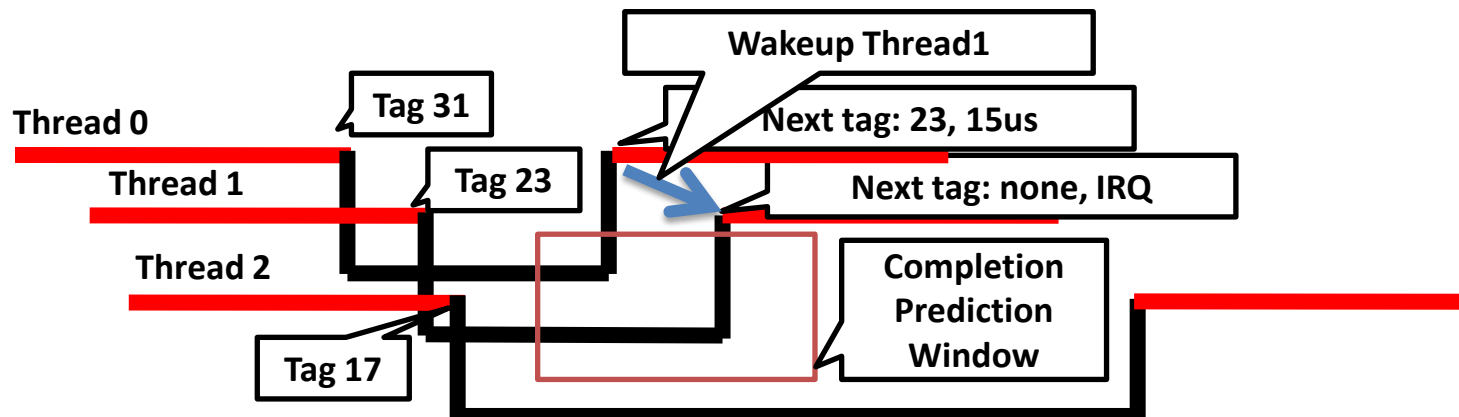 Wakeup Thread1
Tag 31
Next tag: 23, 15us
Thread 0
Thread 1
Tag 23
Next tag: none, IRQ
Thread 2
Completion
Prediction
Window
Tag 17